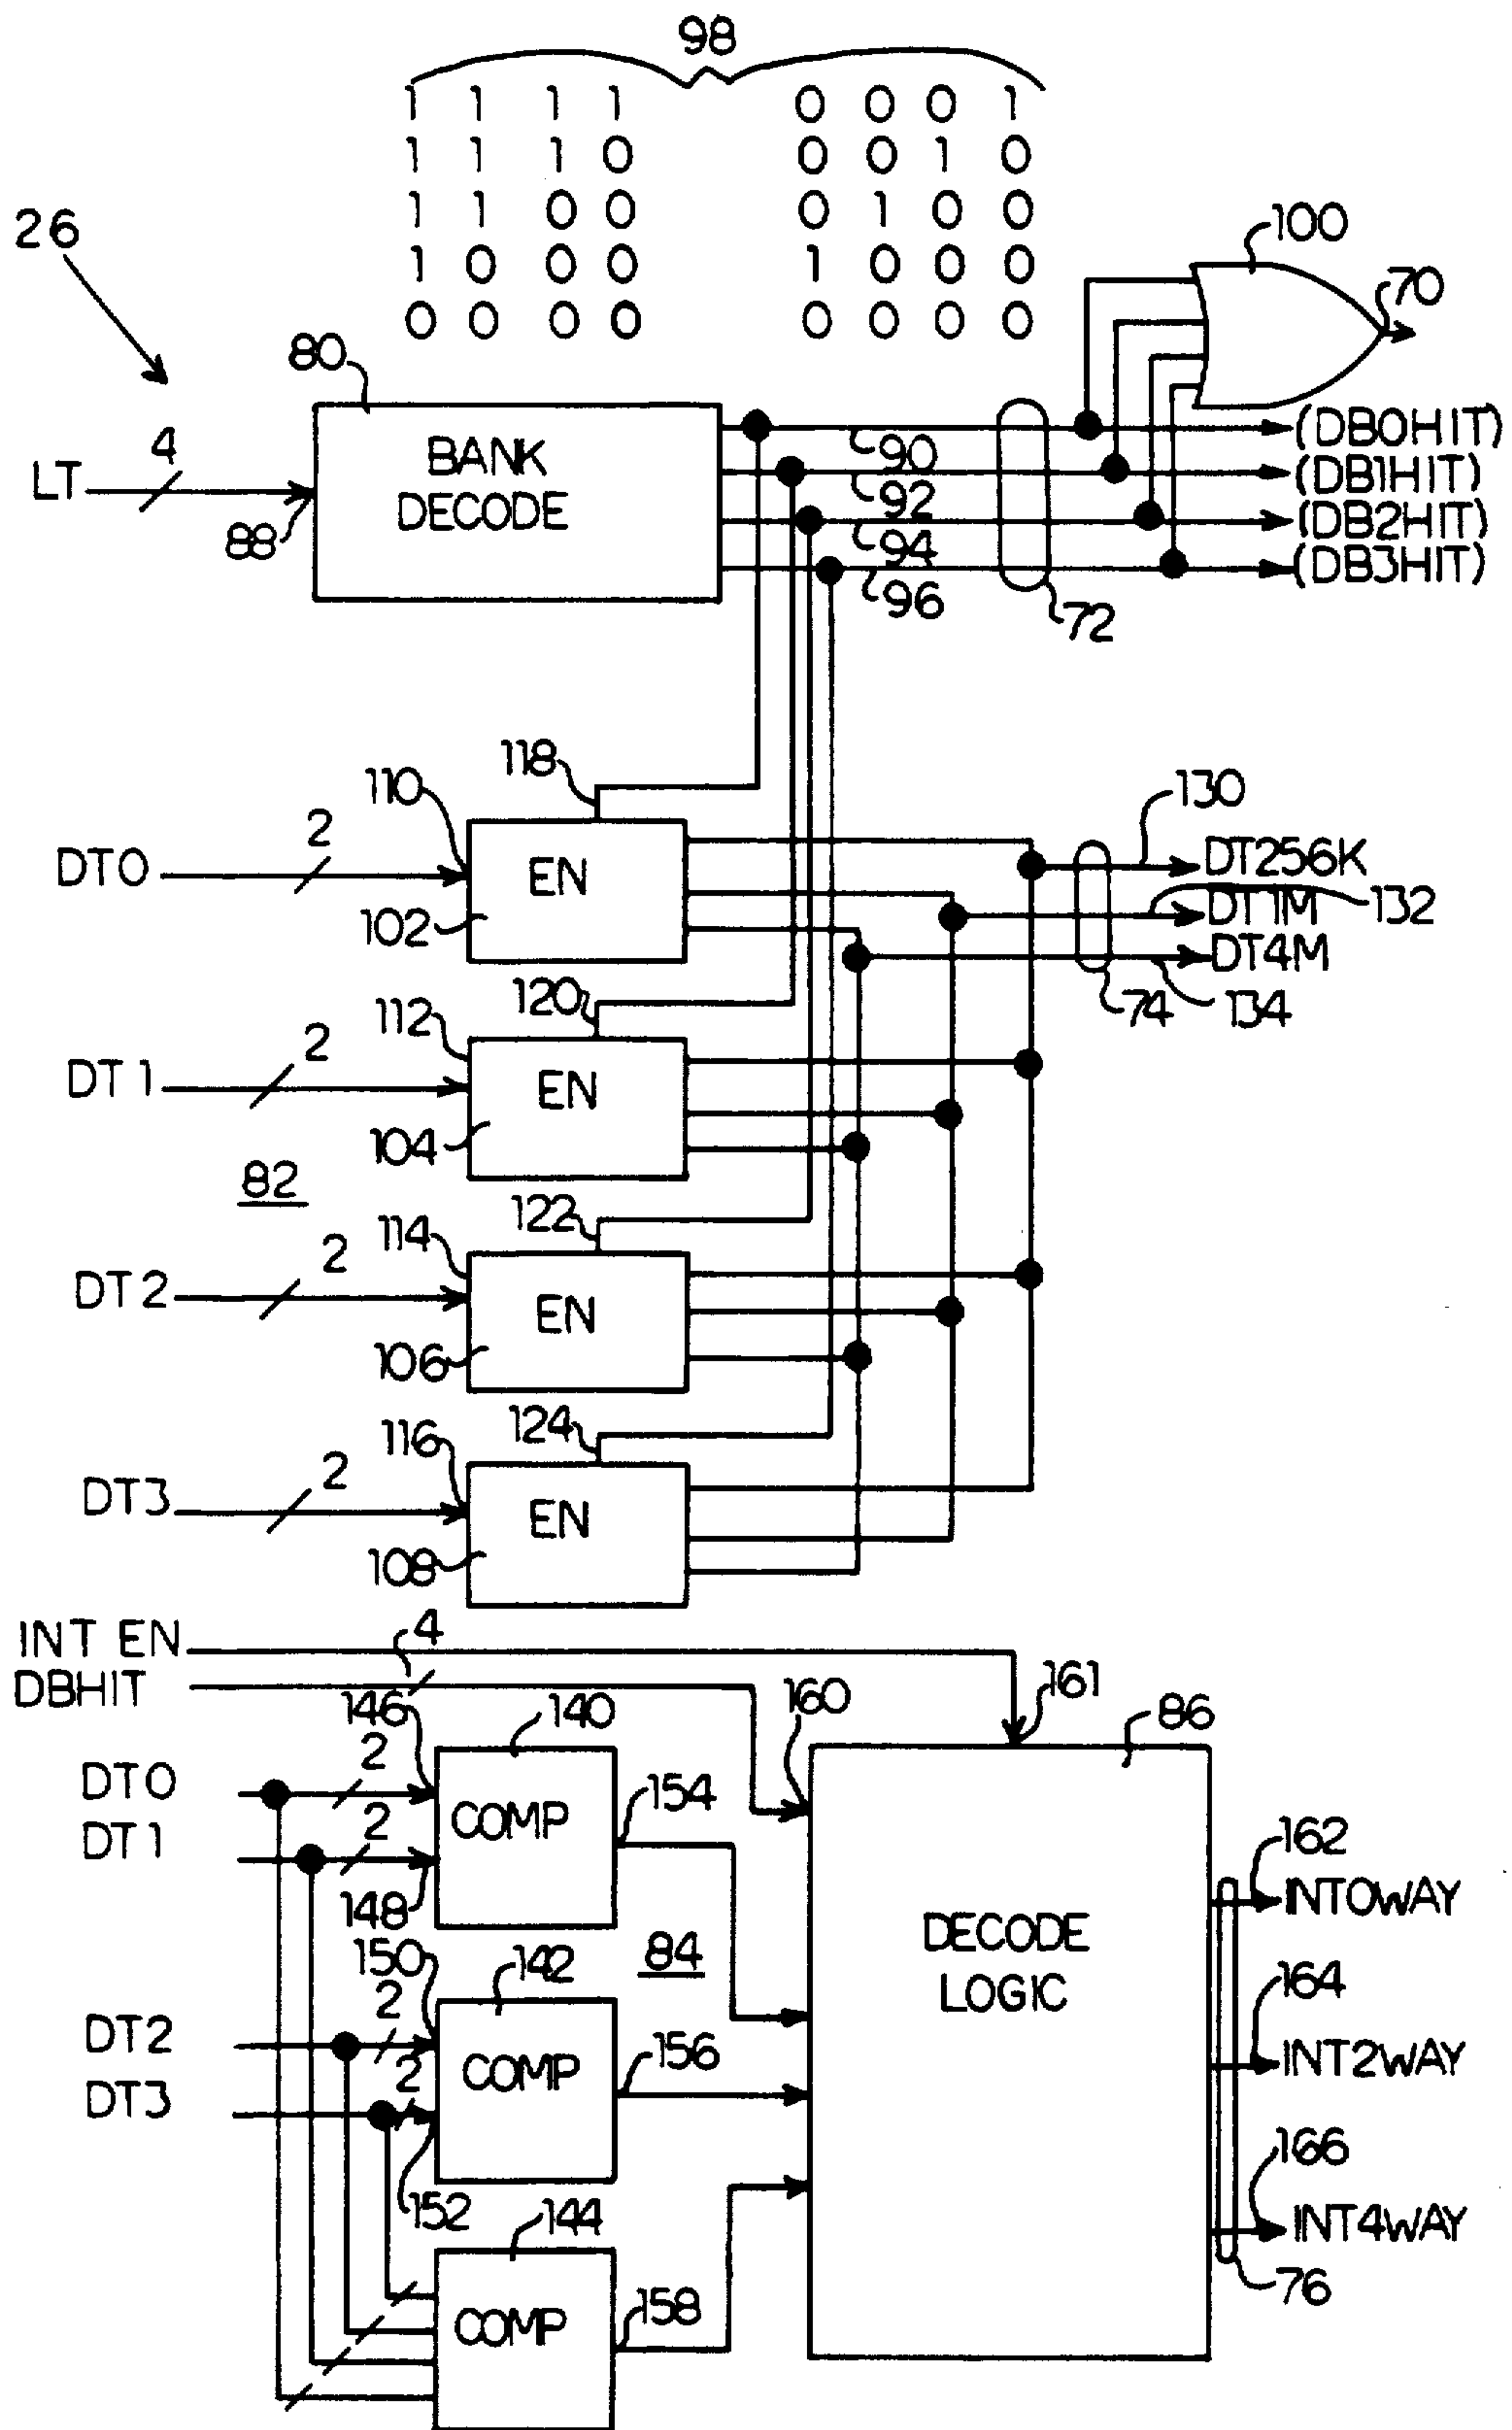 98
1 1 1 1 0 0 0 1
1 1 1 0 0 0 1 0
1 1 0 0 0 1 0 0
1 0 0 0 1 0 0 0
0 0 0 0 0 0 0 0
26
100
70
80
LT
4
88
BANK
DECODE
90
92
94
96
72
(DB0HIT)
(DB1HIT)
(DB2HIT)
(DB3HIT)
118
110
DT0
2
EN
102
130
DT256K
DT1M
132
DT4M
74
134
120
112
DT1
2
EN
104
82
122
114
DT2
2
EN
106
124
116
DT3
2
EN
108
INT EN
4
DBHIT
161
160
86
146
140
DT0
2
COMP
154
DT1
2
148
84
150
142
DT2
2
COMP
156
DT3
2
152
144
COMP
158
DECODE
LOGIC
162
INT0WAY
164
INT2WAY
166
INT4WAY
76